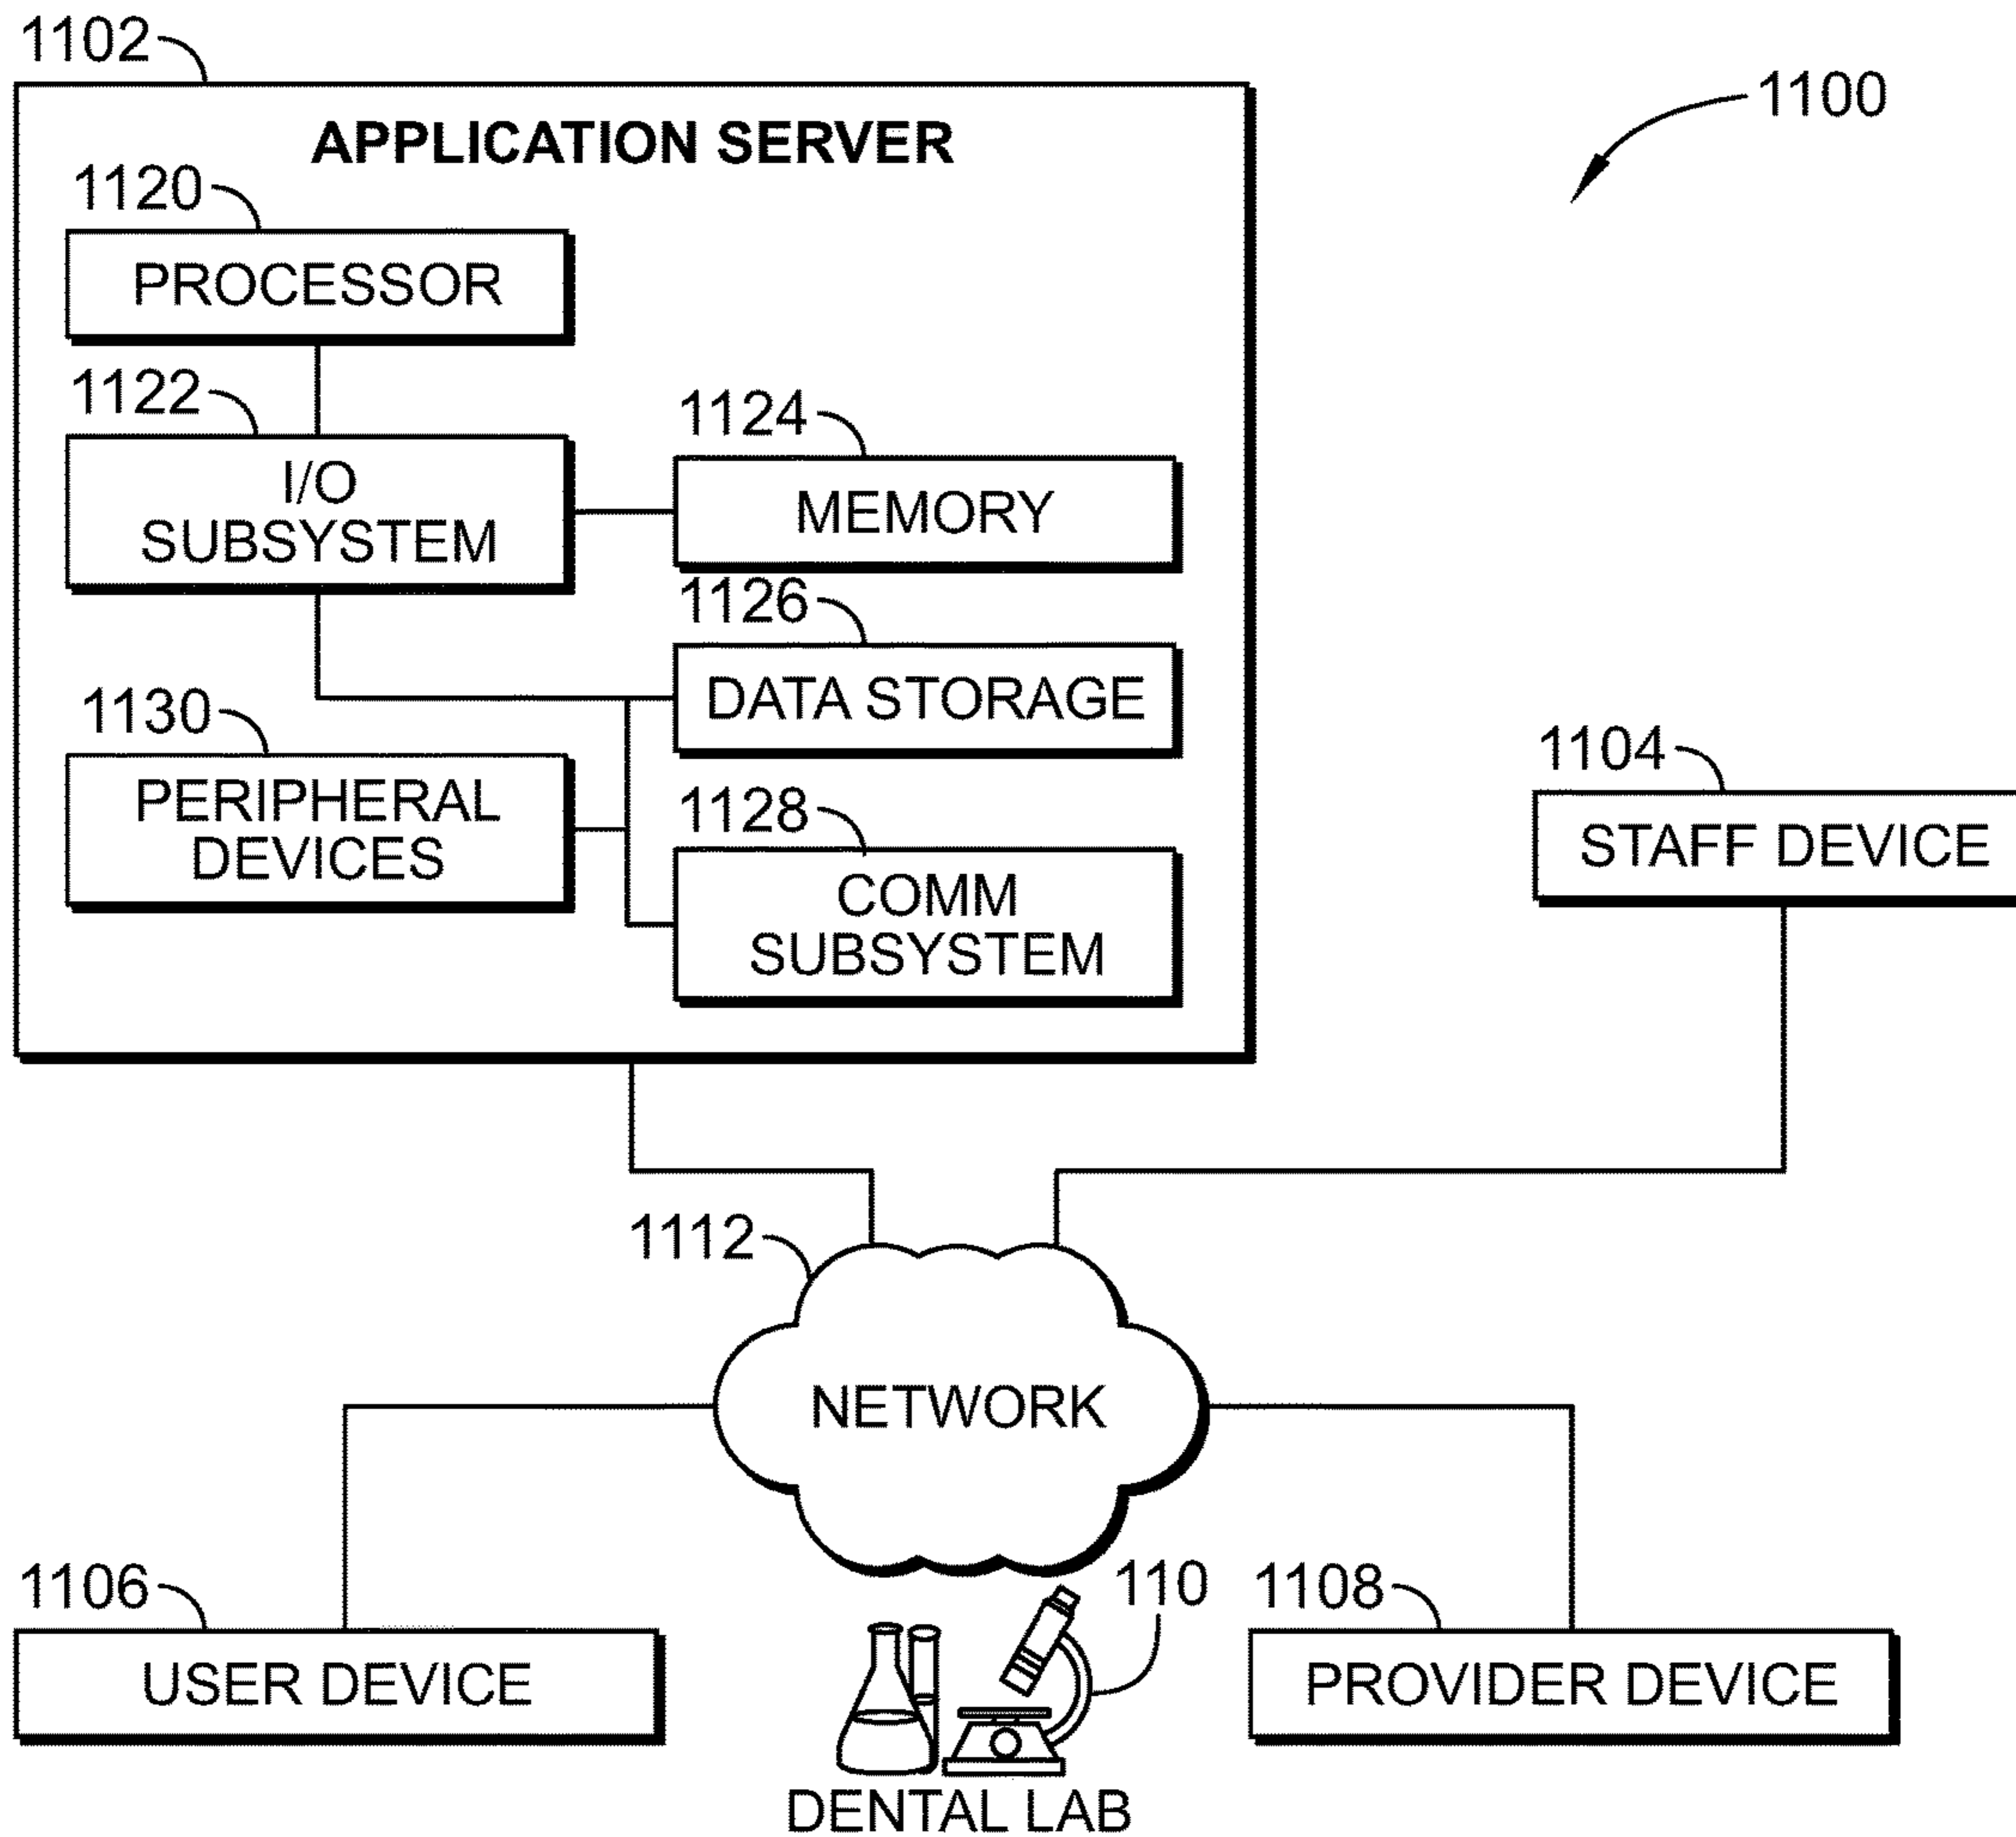 1102
1100
APPLICATION SERVER
1120
PROCESSOR
1122
I/O
SUBSYSTEM
1124
MEMORY
1126
DATA STORAGE
1130
PERIPHERAL
DEVICES
1128
COMM
SUBSYSTEM
1104
STAFF DEVICE
1112
NETWORK
1106
USER DEVICE
110
DENTAL LAB
1108
PROVIDER DEVICE